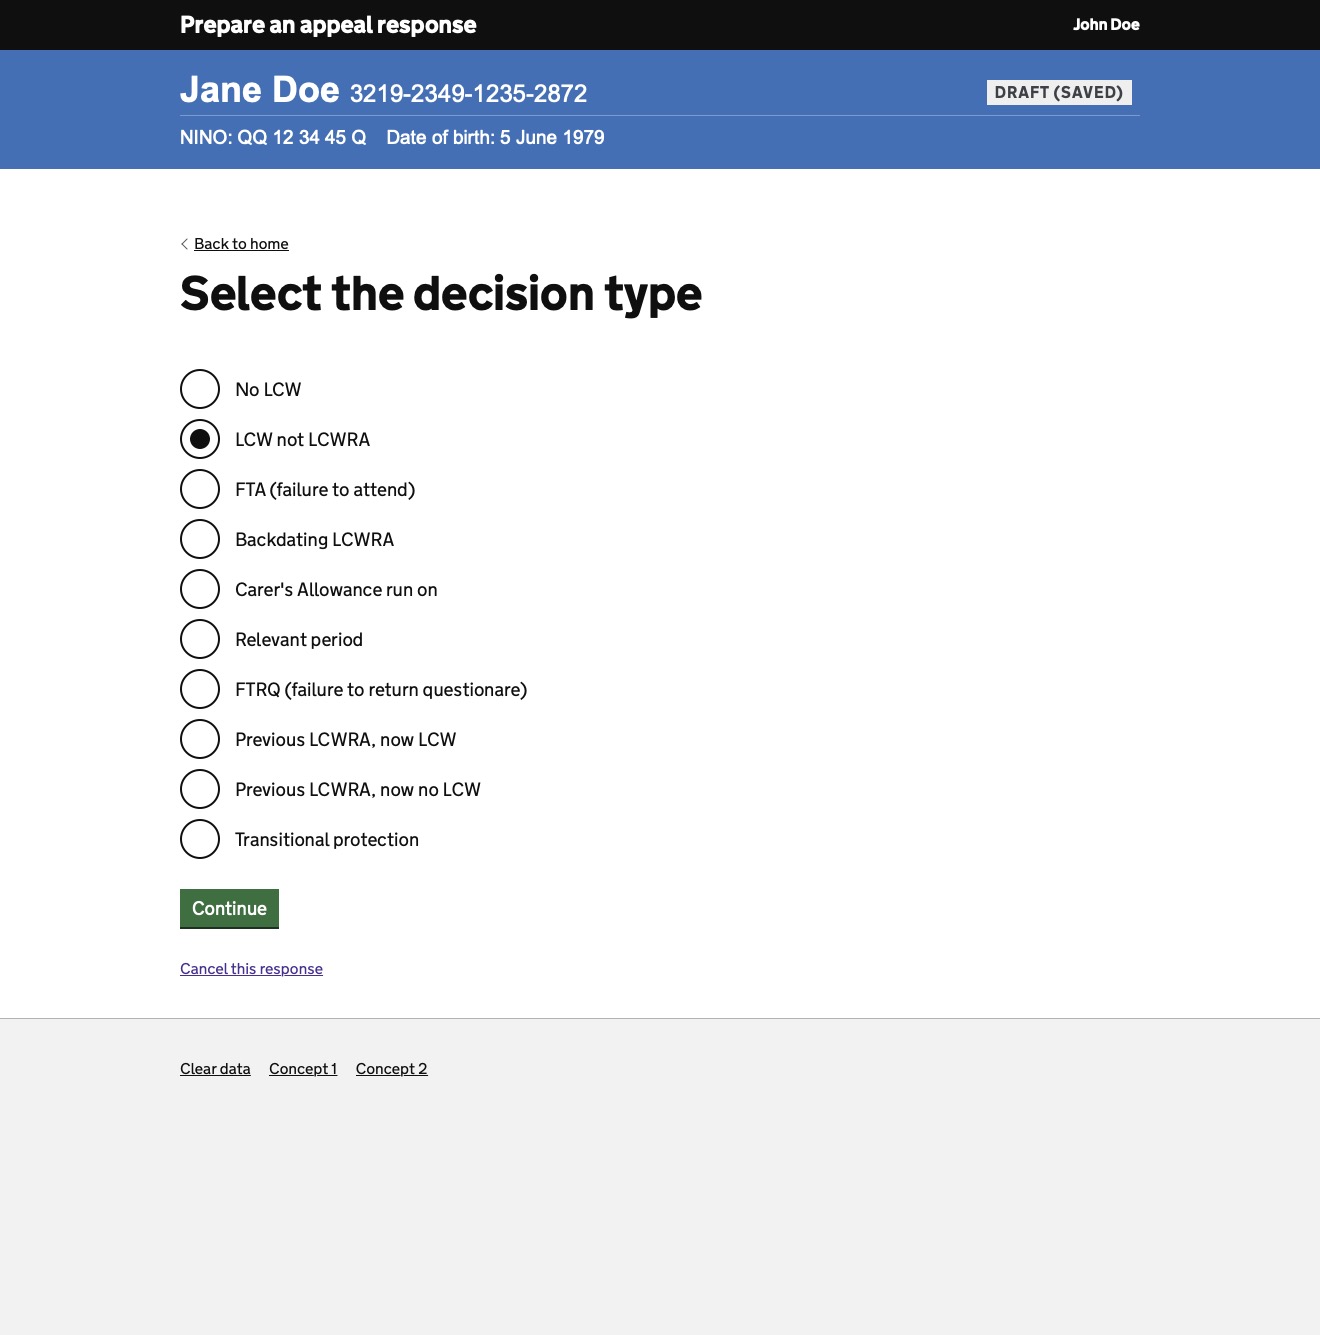 Prepare an appeal response John Doe
Jane Doe 3219-2349-1235-2872 DRAFT (SAVED)
NINO: QQ 12 34 45 Q Date of birth: 5 June 1979
Back to home
Select the decision type
No LCW
LCW not LCWRA
FTA (failure to attend)
Backdating LCWRA
Carer's Allowance run on
Relevant period
FTRQ (failure to return questionare)
Previous LCWRA, now LCW
Previous LCWRA, now no LCW
Transitional protection
Continue
Cancel this response
Clear data Concept 1 Concept 2